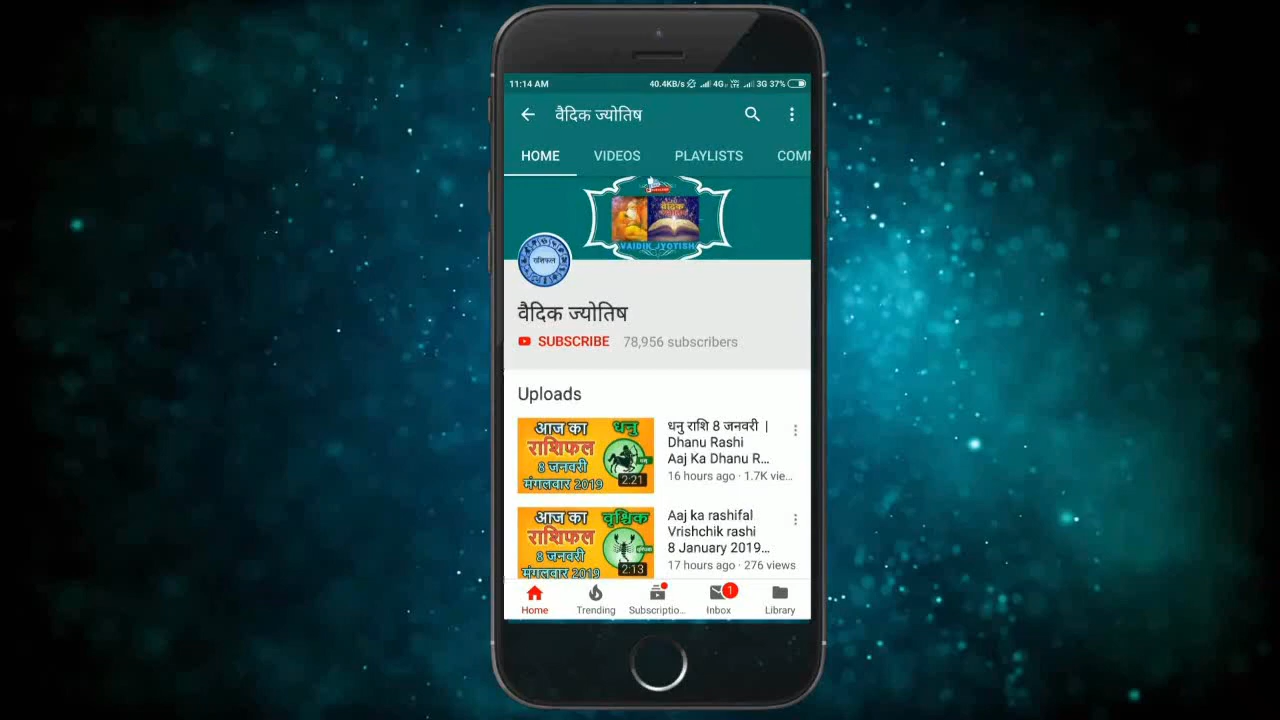 11:14 AM
40.4KB/s 4G VoLTE 3G 37%
वैदिक ज्योतिष
HOME VIDEOS PLAYLISTS COMM
वैदिक
VAIDIK JYOTISH
राशिफल
वैदिक ज्योतिष
SUBSCRIBE 78,956 subscribers
Uploads
आज का धनु
राशिफल
8 जनवरी
मंगलवार 2019
2:21
धनु राशि 8 जनवरी |
Dhanu Rashi
Aaj Ka Dhanu R...
16 hours ago · 1.7K vie...
आज का वृश्चिक
राशिफल
8 जनवरी
मंगलवार 2019
2:13
Aaj ka rashifal
Vrishchik rashi
8 January 2019...
17 hours ago · 276 views
1
Home Trending Subscriptio... Inbox Library